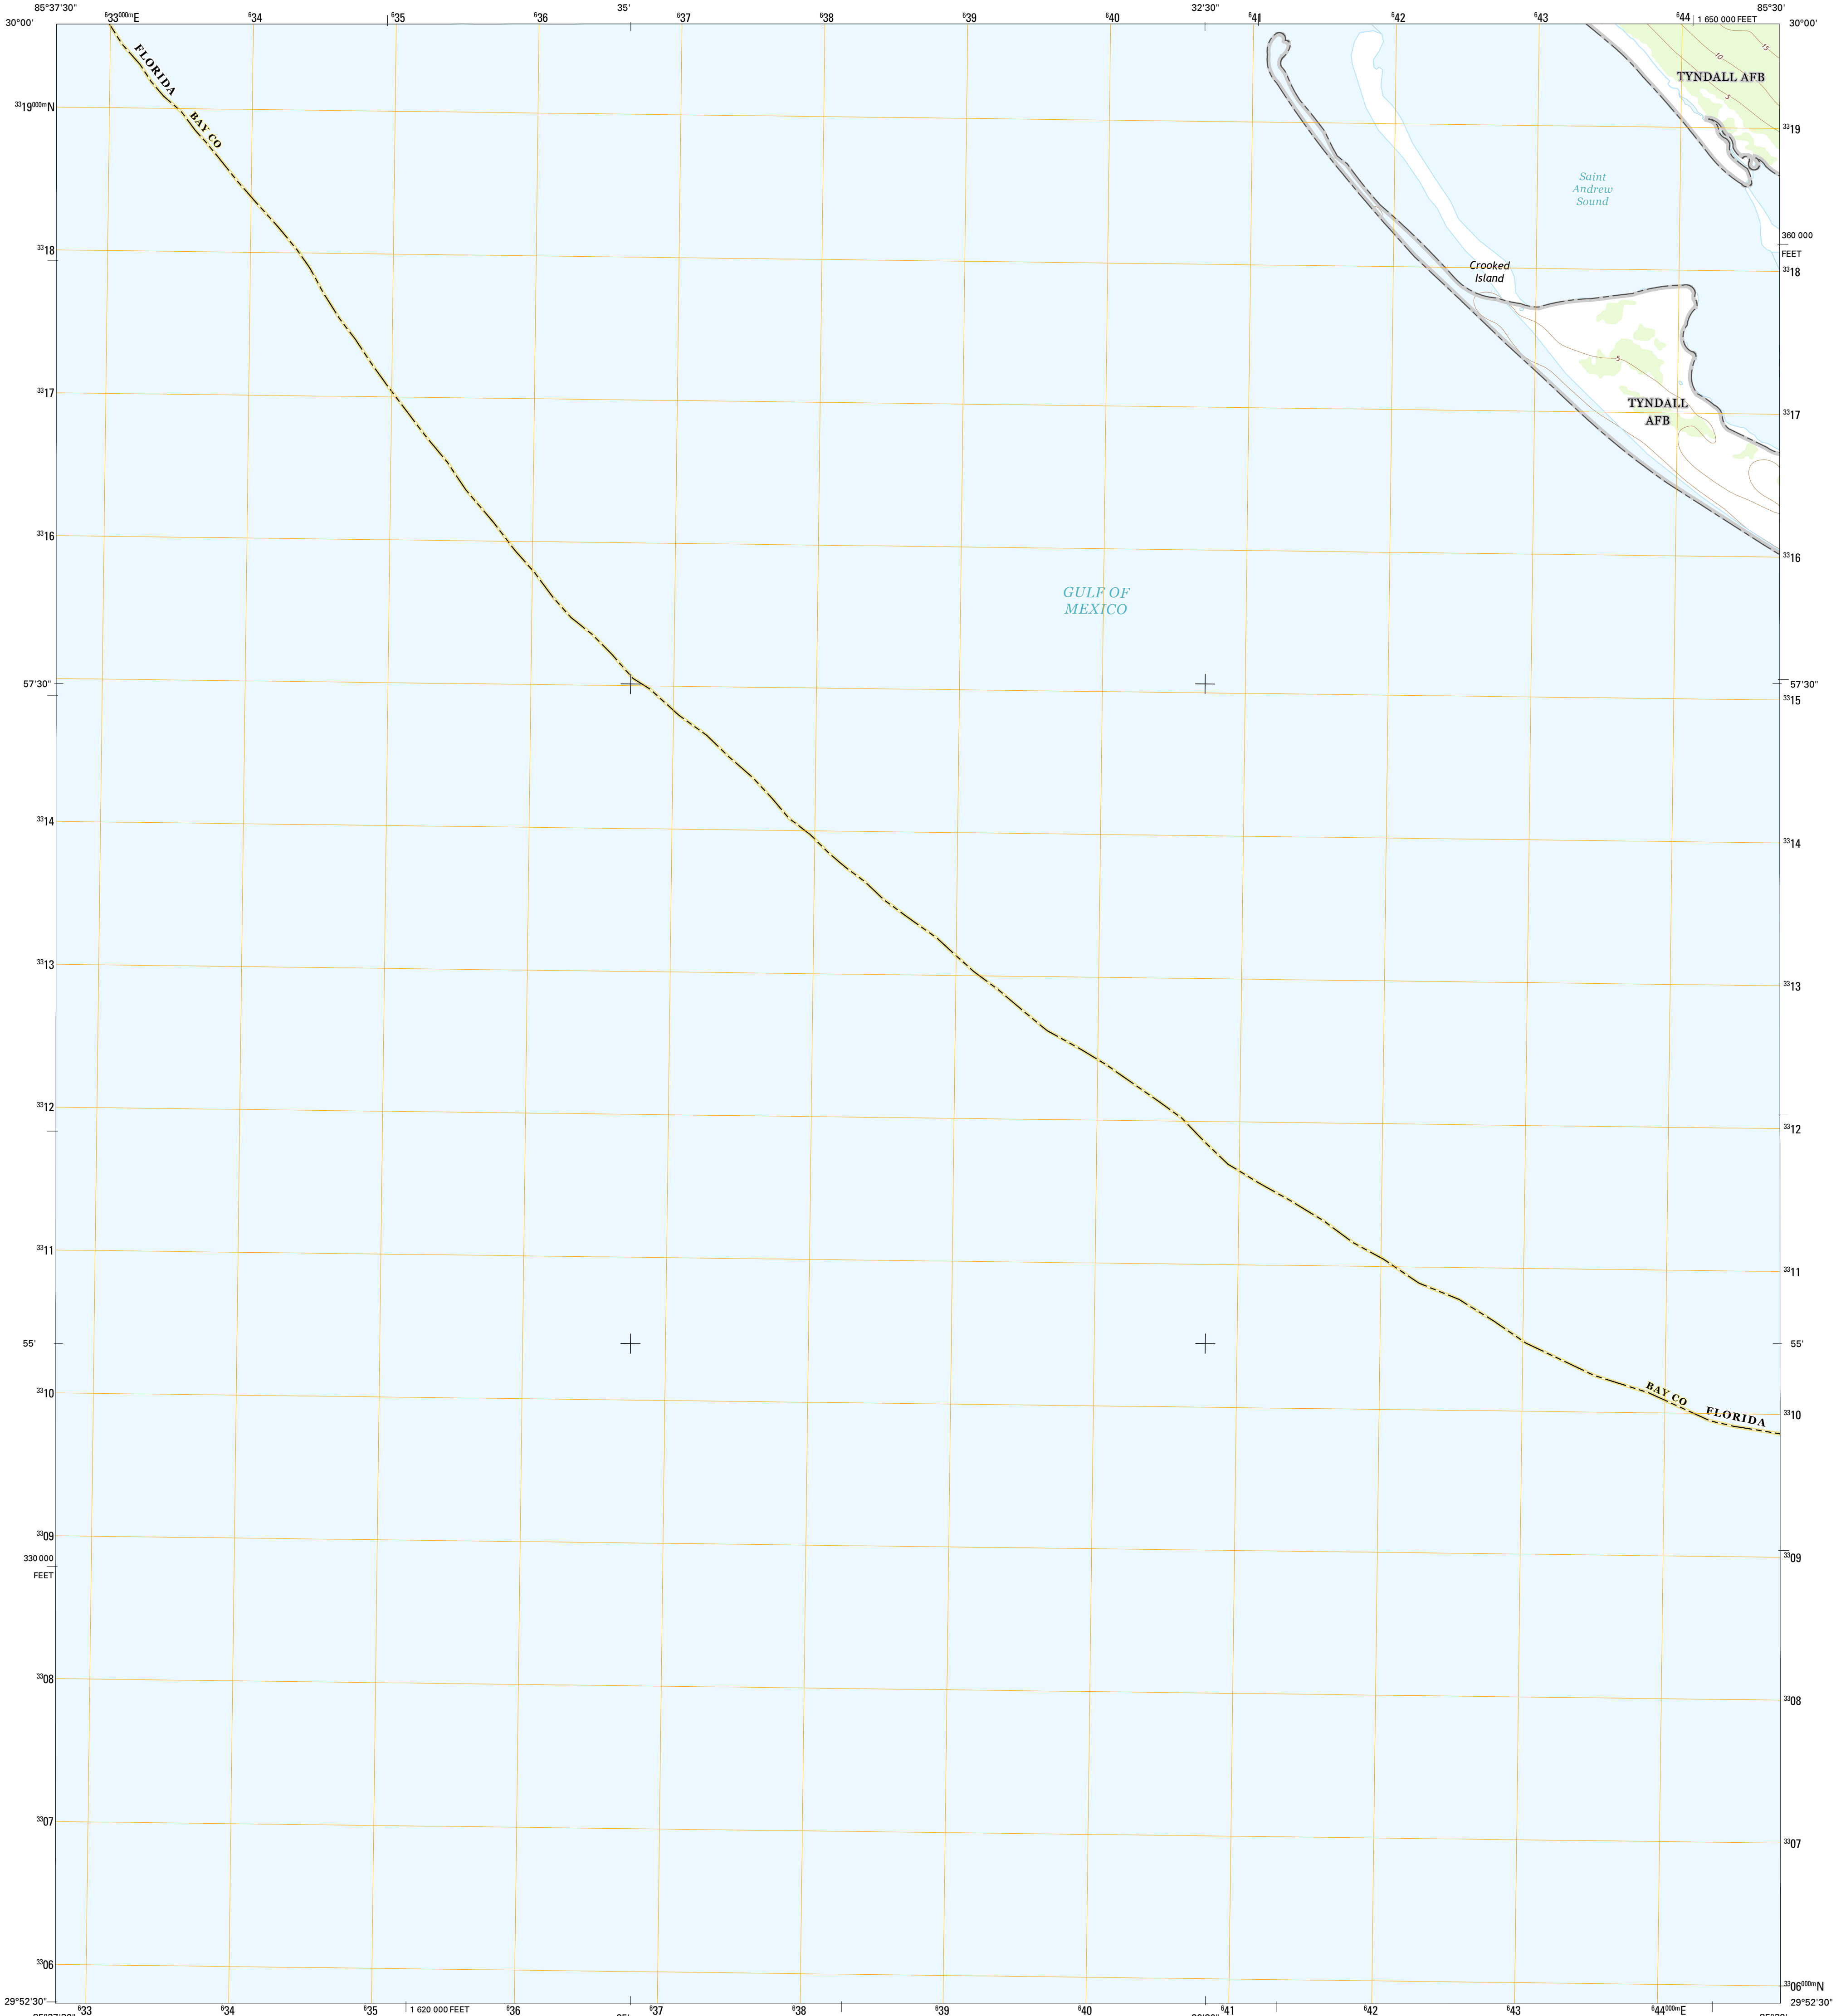 85°37'30" 35' 32'30" 85°30'
⁶33⁰⁰⁰ᵐE ⁶34 ⁶35 ⁶36 ⁶37 ⁶38 ⁶39 ⁶40 ⁶41 ⁶42 ⁶43 ⁶44 1 650 000 FEET
30°00' 30°00'
FLORIDA
BAY CO
15
10
TYNDALL AFB
5
³³19⁰⁰⁰ᵐN ³³19
Saint
Andrew
Sound
360 000
FEET
³³18 ³³18
Crooked
Island
5
³³17 ³³17
TYNDALL
AFB
³³16 ³³16
GULF OF
MEXICO
57'30" 57'30"
³³15
³³14 ³³14
³³13 ³³13
³³12 ³³12
³³11 ³³11
55' 55'
³³10 ³³10
BAY CO
FLORIDA
³³09 ³³09
330 000
FEET
³³08 ³³08
³³07 ³³07
³³06 ³³06⁰⁰⁰ᵐN
29°52'30" 29°52'30"
⁶33 ⁶34 ⁶35 1 620 000 FEET ⁶36 ⁶37 ⁶38 ⁶39 ⁶40 ⁶41 ⁶42 ⁶43 ⁶44⁰⁰⁰ᵐE